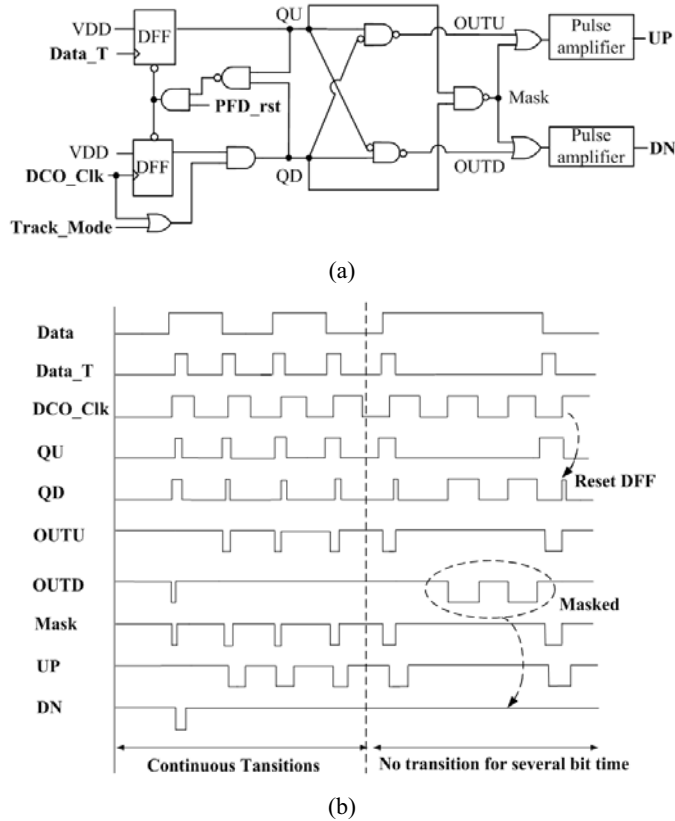 QU
OUTU
VDD
DFF
Data_T
Pulse
amplifier
UP
PFD_rst
Mask
VDD
DFF
DCO_Clk
QD
OUTD
Pulse
amplifier
DN
Track_Mode
(a)
Data
Data_T
DCO_Clk
QU
QD
Reset DFF
OUTU
OUTD
Masked
Mask
UP
DN
Continuous Tansitions
No transition for several bit time
(b)